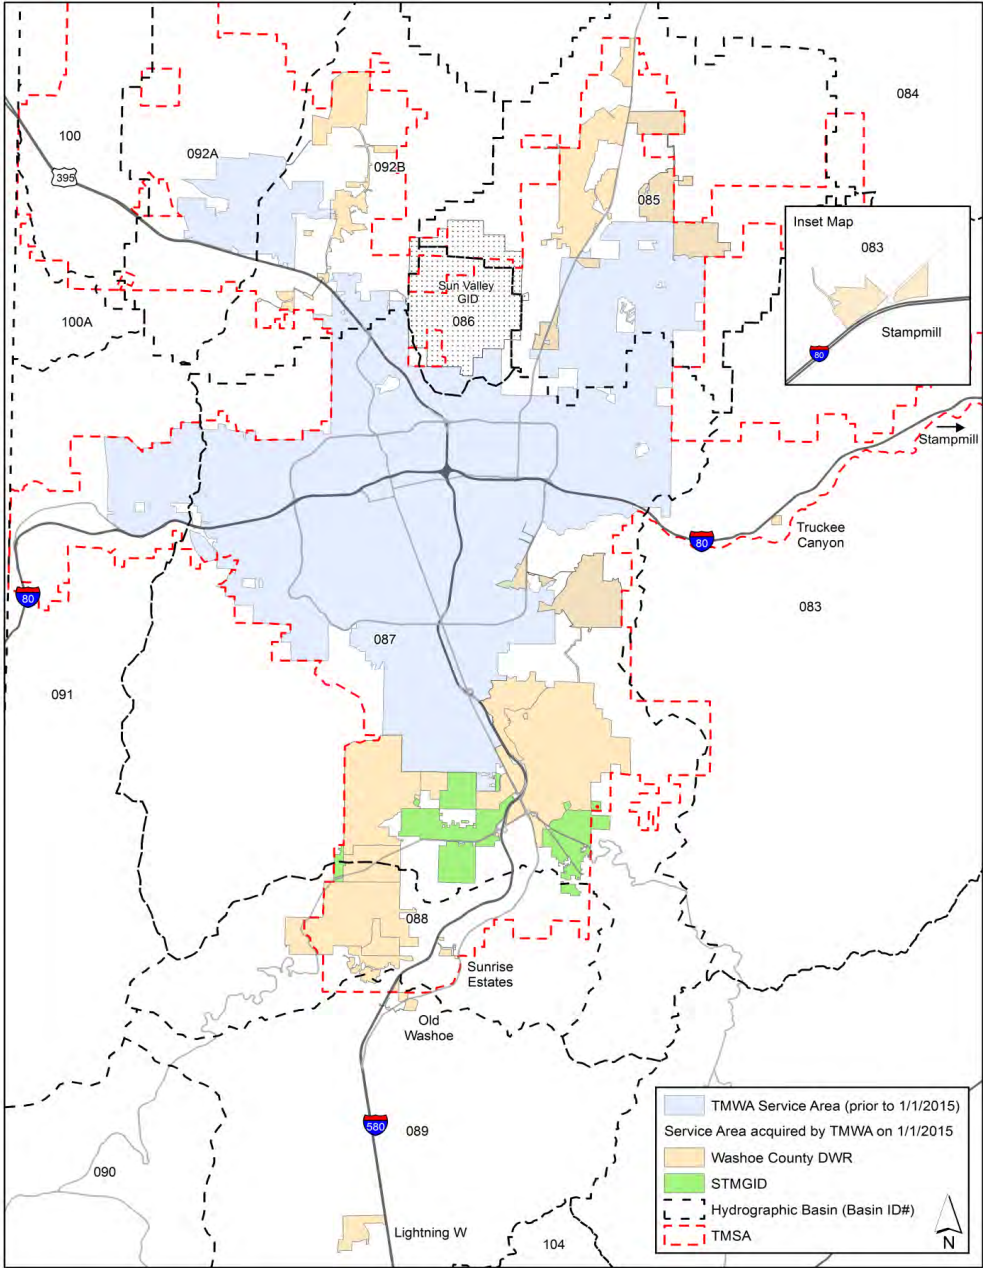 084
100
092A
395
092B
085
Inset Map
083
Stampmill
80
Sun Valley
GID
086
100A
Stampmill
80
Truckee
Canyon
80
083
087
091
088
Sunrise
Estates
Old
Washoe
580
089
090
Lightning W
104
TMWA Service Area (prior to 1/1/2015)
Service Area acquired by TMWA on 1/1/2015
Washoe County DWR
STMGID
Hydrographic Basin (Basin ID#)
TMSA
N